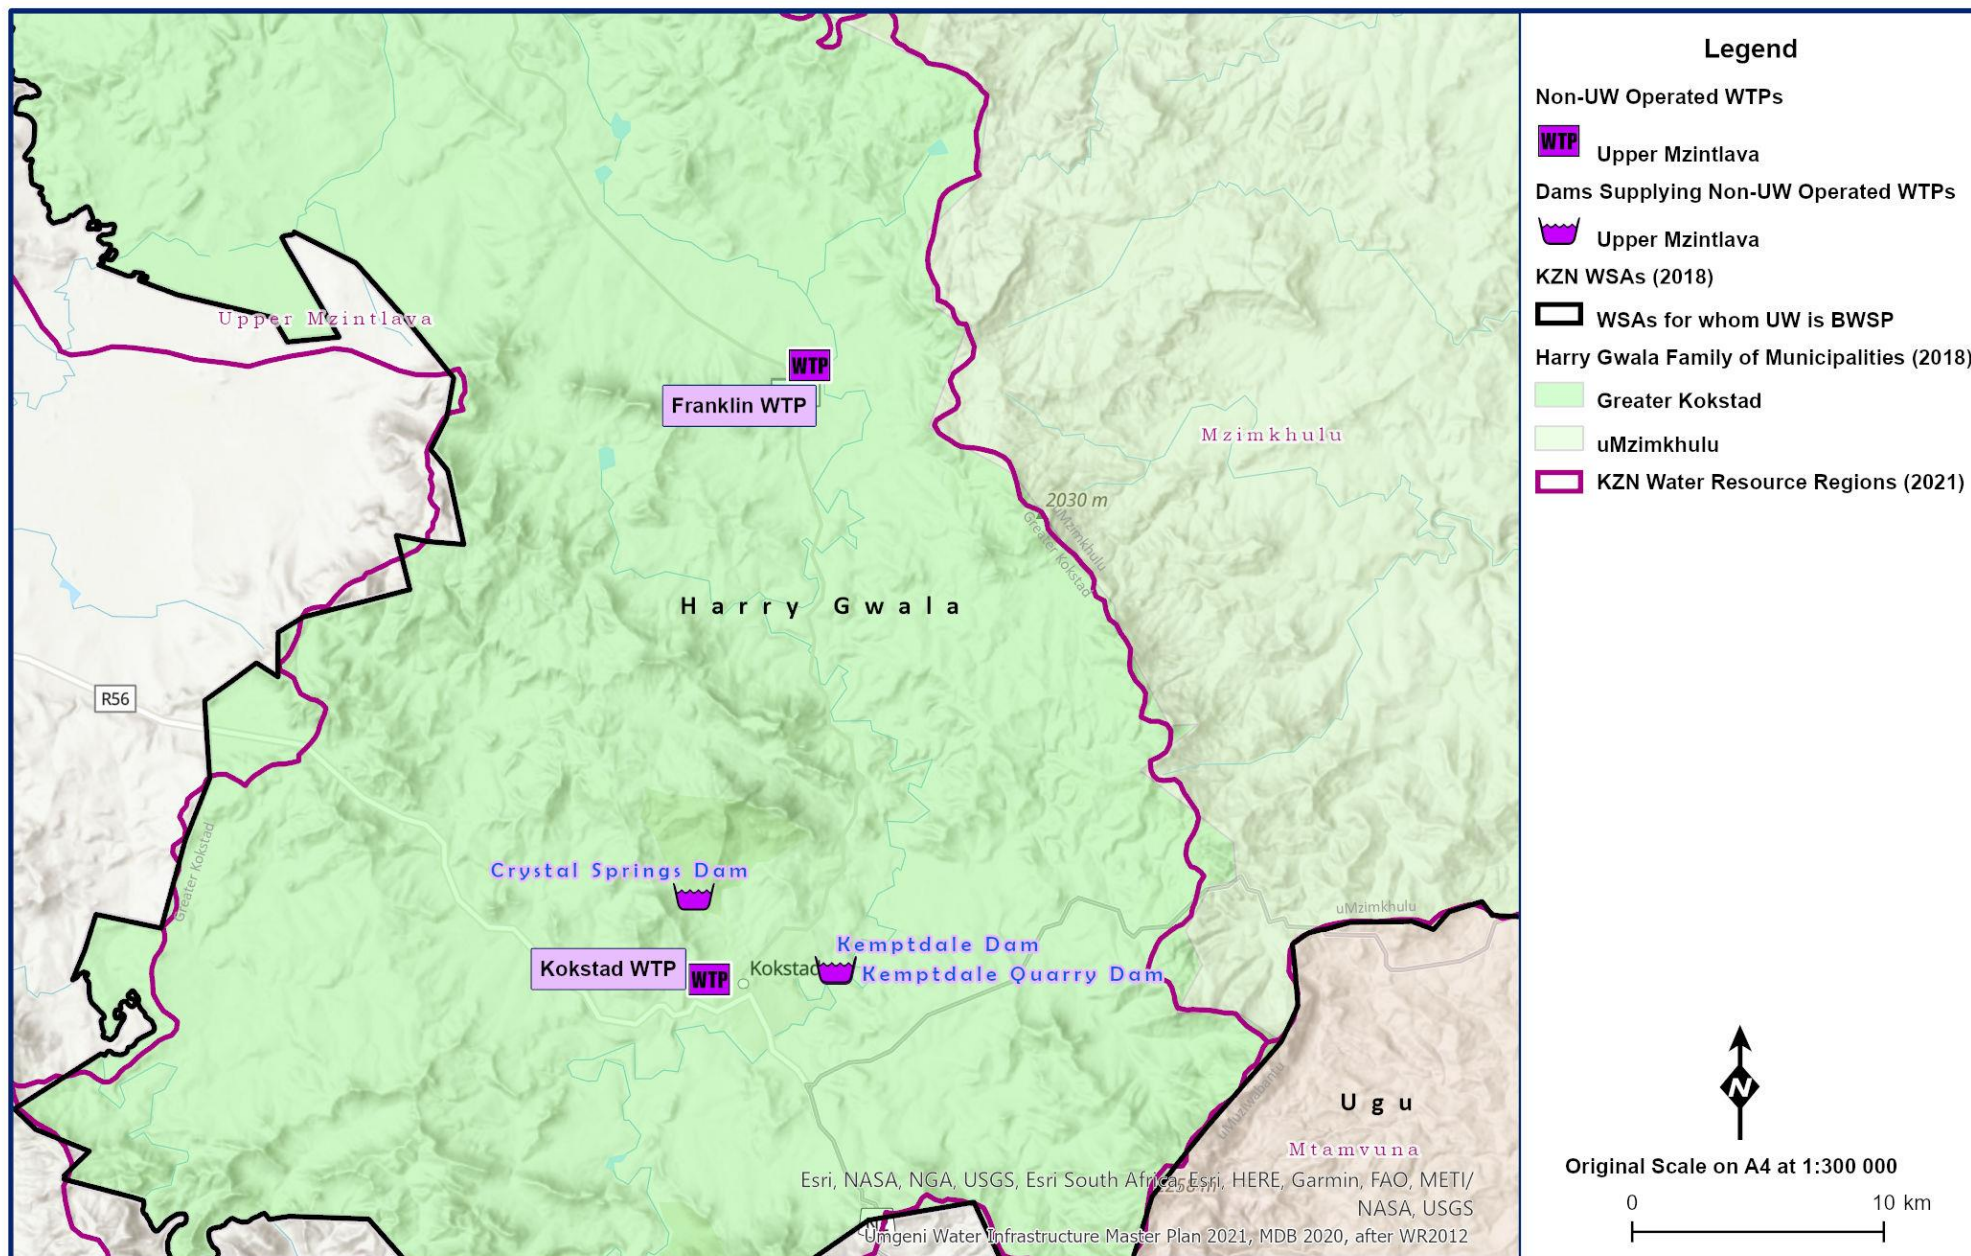 Upper Mzintlava
WTP
Franklin WTP
Mzimkhulu
2030 m
uMzimkhulu
Greater Kokstad
Harry Gwala
R56
Greater Kokstad
Crystal Springs Dam
uMzimkhulu
Kemptdale Dam
Kokstad WTP
WTP
Kokstad
Kemptdale Quarry Dam
uMuziwabantu
Ugu
Mtamvuna
Esri, NASA, NGA, USGS, Esri South Africa, Esri, HERE, Garmin, FAO, METI/
NASA, USGS
Umgeni Water Infrastructure Master Plan 2021, MDB 2020, after WR2012
Legend
Non-UW Operated WTPs
WTP Upper Mzintlava
Dams Supplying Non-UW Operated WTPs
Upper Mzintlava
KZN WSAs (2018)
WSAs for whom UW is BWSP
Harry Gwala Family of Municipalities (2018)
Greater Kokstad
uMzimkhulu
KZN Water Resource Regions (2021)
N
Original Scale on A4 at 1:300 000
0 10 km